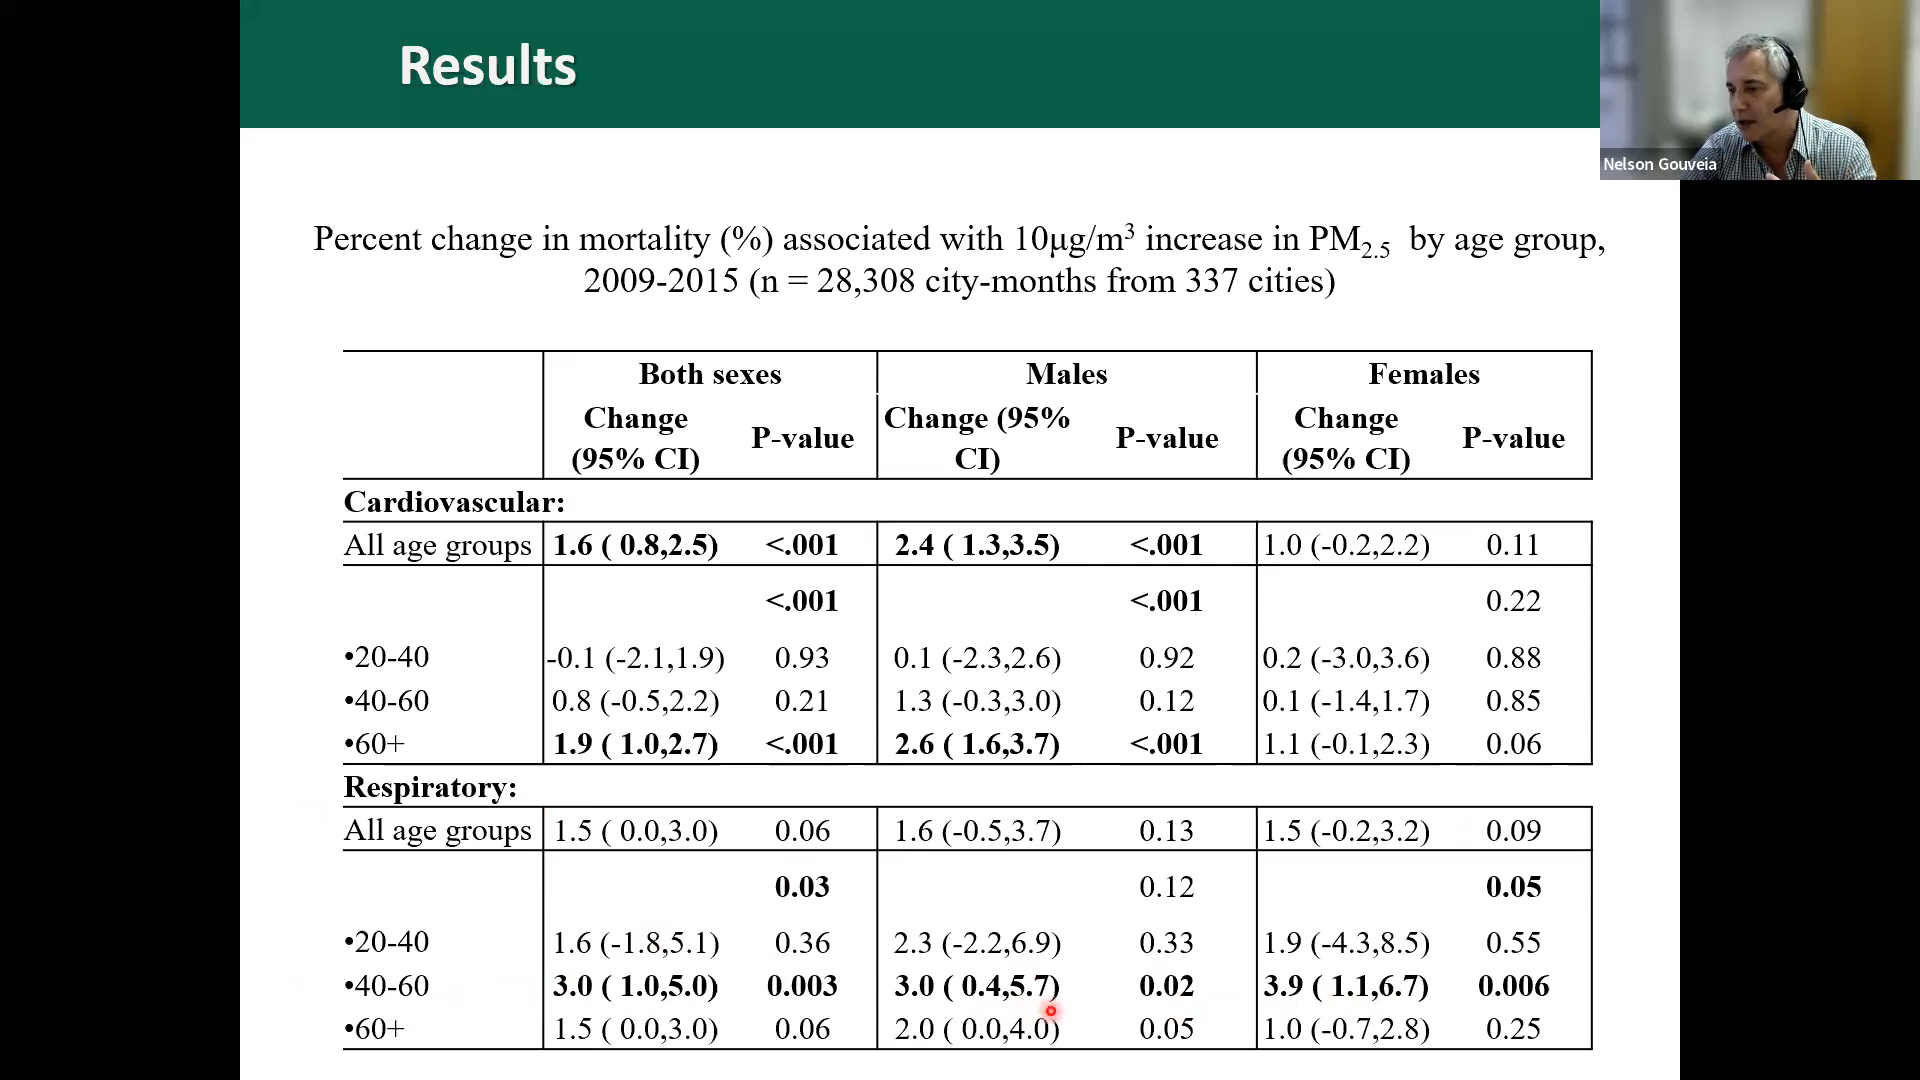 Results
Nelson Gouveia
Percent change in mortality (%) associated with 10µg/m³ increase in PM₂.₅ by age group,
2009-2015 (n = 28,308 city-months from 337 cities)
Both sexes Males Females
Change (95% CI) P-value Change (95% CI) P-value Change (95% CI) P-value
Cardiovascular:
All age groups 1.6 ( 0.8,2.5) <.001 2.4 ( 1.3,3.5) <.001 1.0 (-0.2,2.2) 0.11
<.001 <.001 0.22
•20-40 -0.1 (-2.1,1.9) 0.93 0.1 (-2.3,2.6) 0.92 0.2 (-3.0,3.6) 0.88
•40-60 0.8 (-0.5,2.2) 0.21 1.3 (-0.3,3.0) 0.12 0.1 (-1.4,1.7) 0.85
•60+ 1.9 ( 1.0,2.7) <.001 2.6 ( 1.6,3.7) <.001 1.1 (-0.1,2.3) 0.06
Respiratory:
All age groups 1.5 ( 0.0,3.0) 0.06 1.6 (-0.5,3.7) 0.13 1.5 (-0.2,3.2) 0.09
0.03 0.12 0.05
•20-40 1.6 (-1.8,5.1) 0.36 2.3 (-2.2,6.9) 0.33 1.9 (-4.3,8.5) 0.55
•40-60 3.0 ( 1.0,5.0) 0.003 3.0 ( 0.4,5.7) 0.02 3.9 ( 1.1,6.7) 0.006
•60+ 1.5 ( 0.0,3.0) 0.06 2.0 ( 0.0,4.0) 0.05 1.0 (-0.7,2.8) 0.25